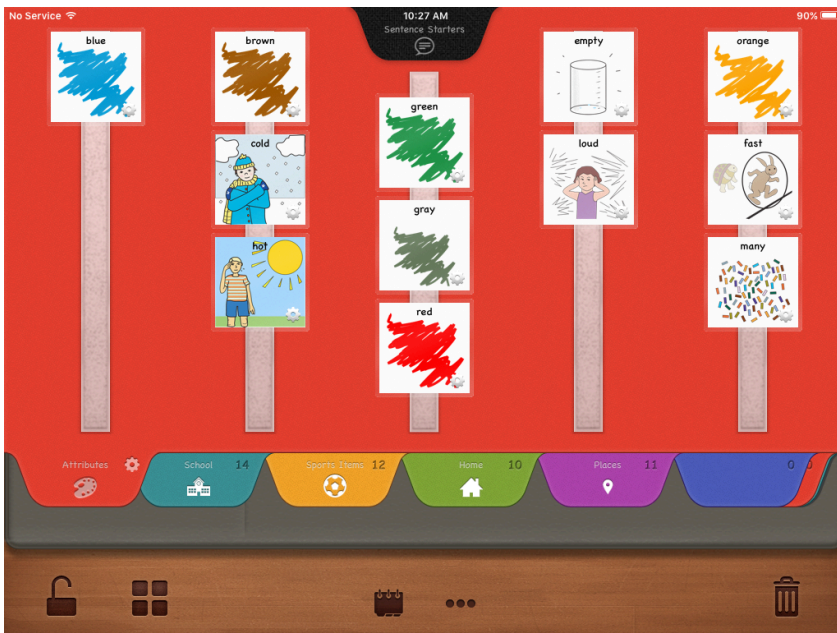 No Service
10:27 AM
90%
Sentence Starters
blue
brown
green
empty
orange
cold
gray
loud
fast
hot
red
many
Attributes
School 14
Sports Items 12
Home 10
Places 11
0